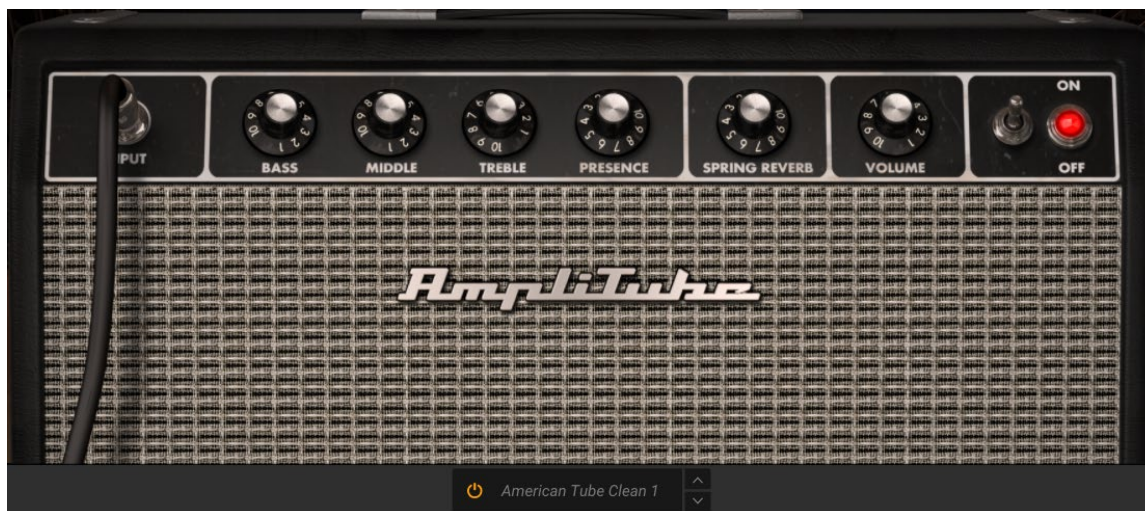 ON
INPUT
BASS
MIDDLE
TREBLE
PRESENCE
SPRING REVERB
VOLUME
OFF
AmpliTube
American Tube Clean 1